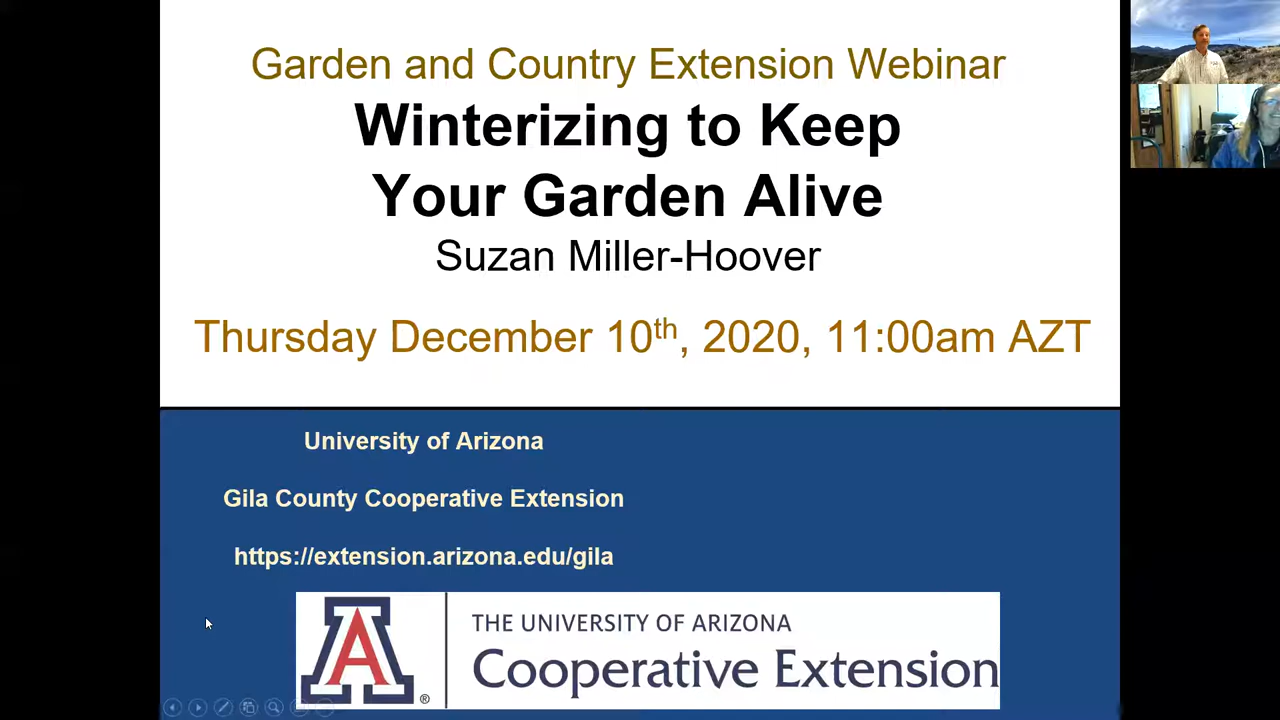 Garden and Country Extension Webinar
Winterizing to Keep
Your Garden Alive
Suzan Miller-Hoover
Thursday December 10th, 2020, 11:00am AZT
University of Arizona
Gila County Cooperative Extension
https://extension.arizona.edu/gila
A®
THE UNIVERSITY OF ARIZONA
Cooperative Extension